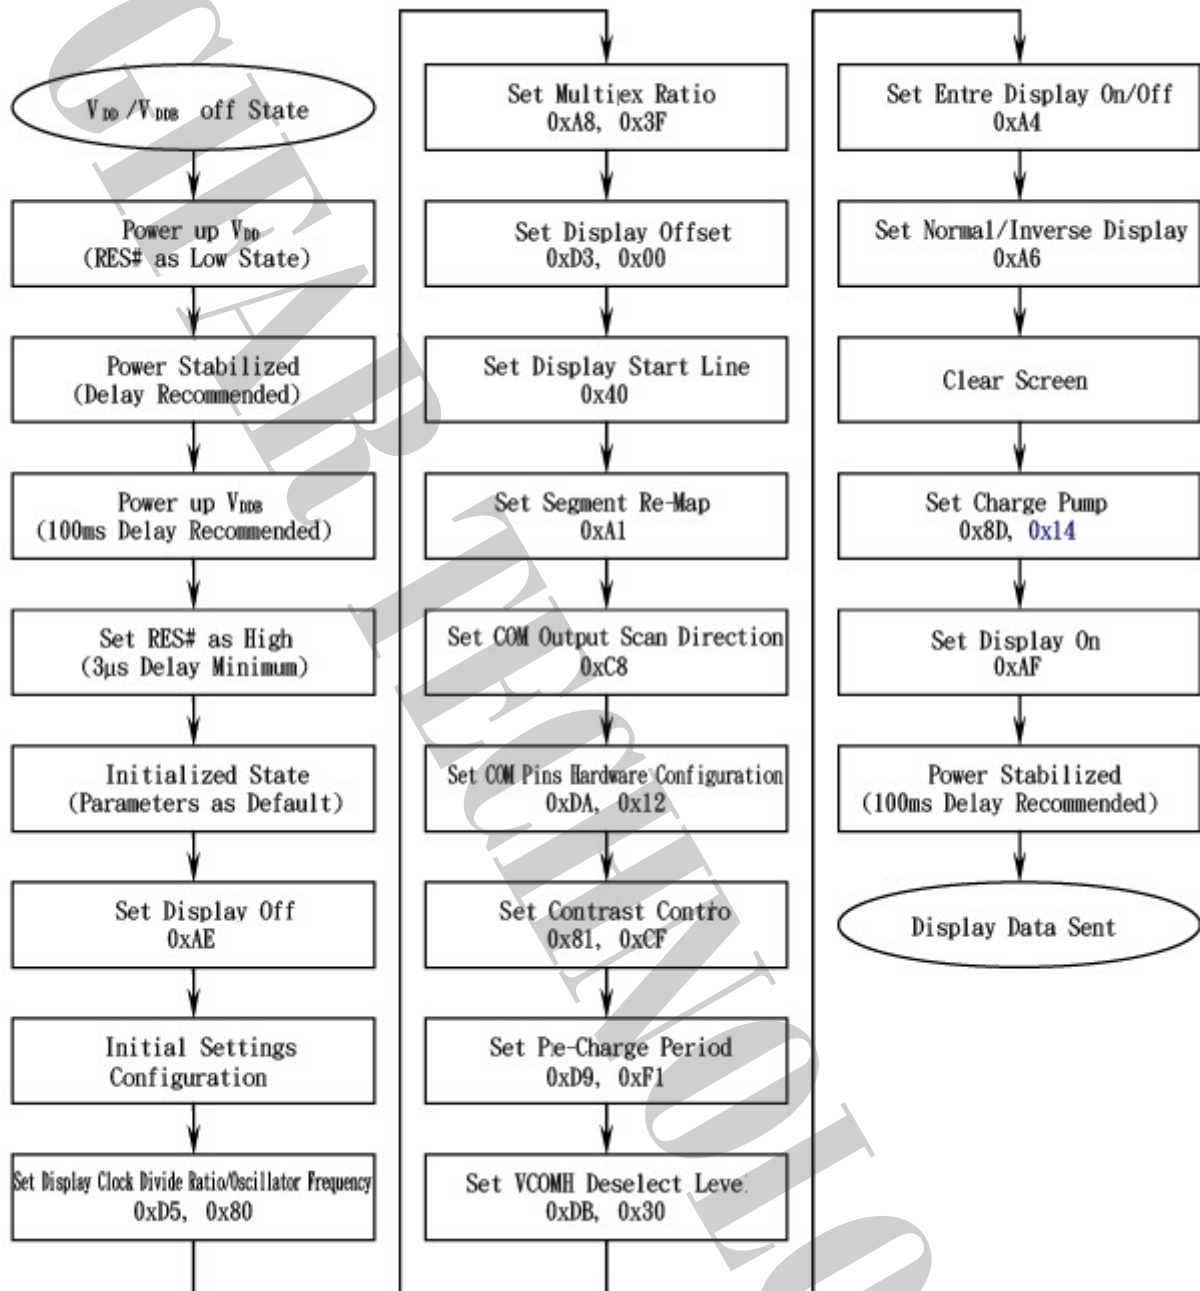 V DD /V DDB off State
Power up V DD
(RES# as Low State)
Power Stabilized
(Delay Recommended)
Power up V DDB
(100ms Delay Recommended)
Set RES# as High
(3μs Delay Minimum)
Initialized State
(Parameters as Default)
Set Display Off
0xAE
Initial Settings
Configuration
Set Display Clock Divide Ratio/Oscillator Frequency
0xD5, 0x80
Set Multipex Ratio
0xA8, 0x3F
Set Display Offset
0xD3, 0x00
Set Display Start Line
0x40
Set Segment Re-Map
0xA1
Set COM Output Scan Direction
0xC8
Set COM Pins Hardware Configuration
0xDA, 0x12
Set Contrast Contro
0x81, 0xCF
Set Pre-Charge Period
0xD9, 0xF1
Set VCOMH Deselect Leve
0xDB, 0x30
Set Entre Display On/Off
0xA4
Set Normal/Inverse Display
0xA6
Clear Screen
Set Charge Pump
0x8D, 0x14
Set Display On
0xAF
Power Stabilized
(100ms Delay Recommended)
Display Data Sent